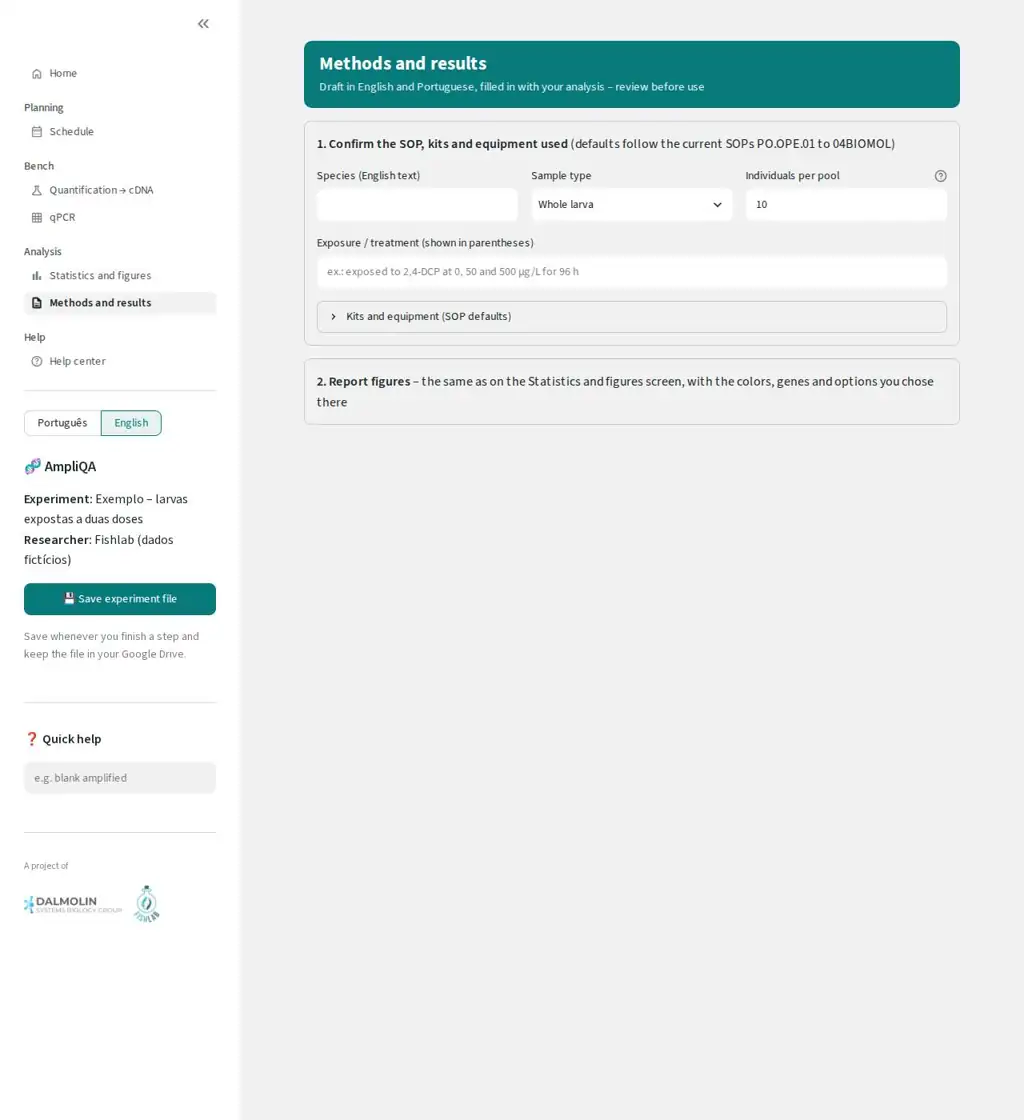 Home
Planning
Schedule
Bench
Quantification → cDNA
qPCR
Analysis
Statistics and figures
Methods and results
Help
Help center
Português
English
AmpliQA
Experiment: Exemplo – larvas
expostas a duas doses
Researcher: Fishlab (dados
fictícios)
Save experiment file
Save whenever you finish a step and
keep the file in your Google Drive.
Quick help
e.g. blank amplified
A project of
DALMOLIN
SYSTEMS BIOLOGY GROUP
FISHLAB
Methods and results
Draft in English and Portuguese, filled in with your analysis – review before use
1. Confirm the SOP, kits and equipment used (defaults follow the current SOPs PO.OPE.01 to 04BIOMOL)
Species (English text)
Sample type
Individuals per pool
Whole larva
10
Exposure / treatment (shown in parentheses)
ex.: exposed to 2,4-DCP at 0, 50 and 500 µg/L for 96 h
Kits and equipment (SOP defaults)
2. Report figures – the same as on the Statistics and figures screen, with the colors, genes and options you chose
there